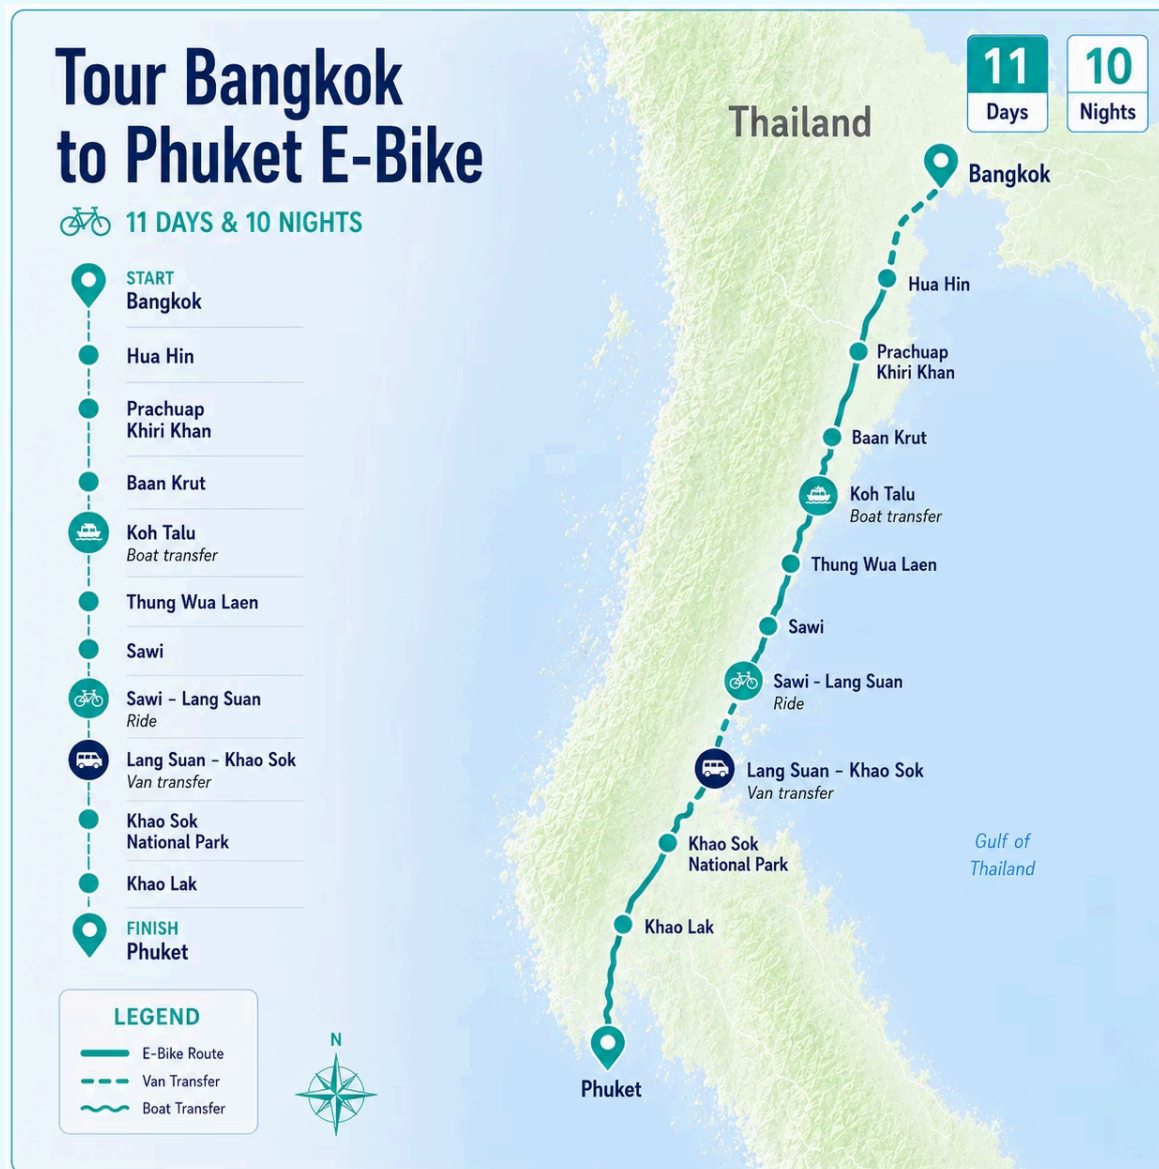 Tour Bangkok
to Phuket E-Bike
11 DAYS & 10 NIGHTS
START
Bangkok
Hua Hin
Prachuap
Khiri Khan
Baan Krut
Koh Talu
Boat transfer
Thung Wua Laen
Sawi
Sawi – Lang Suan
Ride
Lang Suan – Khao Sok
Van transfer
Khao Sok
National Park
Khao Lak
FINISH
Phuket
LEGEND
E-Bike Route
Van Transfer
Boat Transfer
N
11
Days
10
Nights
Thailand
Bangkok
Hua Hin
Prachuap
Khiri Khan
Baan Krut
Koh Talu
Boat transfer
Thung Wua Laen
Sawi
Sawi - Lang Suan
Ride
Lang Suan – Khao Sok
Van transfer
Khao Sok
National Park
Gulf of
Thailand
Khao Lak
Phuket